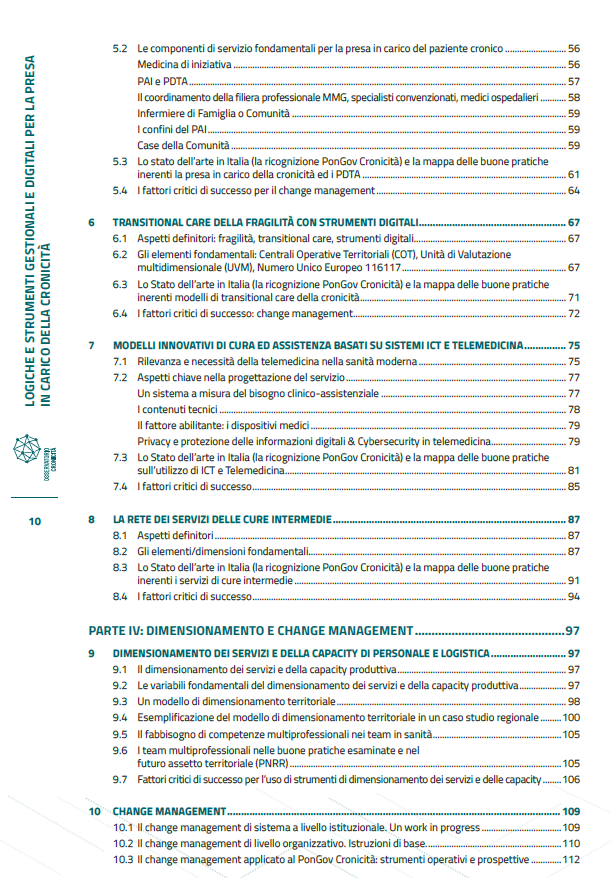 LOGICHE E STRUMENTI GESTIONALI E DIGITALI PER LA PRESA
IN CARICO DELLA CRONICITÀ
OSSERVATORIO
CRONICITÀ
10
5.2 Le componenti di servizio fondamentali per la presa in carico del paziente cronico ........ 56
Medicina di iniziativa ........ 56
PAI e PDTA ........ 57
Il coordinamento della filiera professionale MMG, specialisti convenzionati, medici ospedalieri ........ 58
Infermiere di Famiglia o Comunità ........ 59
I confini del PAI ........ 59
Case della Comunità ........ 59
5.3 Lo stato dell'arte in Italia (la ricognizione PonGov Cronicità) e la mappa delle buone pratiche
inerenti la presa in carico della cronicità ed i PDTA ........ 61
5.4 I fattori critici di successo per il change management ........ 64
6 TRANSITIONAL CARE DELLA FRAGILITÀ CON STRUMENTI DIGITALI ........ 67
6.1 Aspetti definitori: fragilità, transitional care, strumenti digitali ........ 67
6.2 Gli elementi fondamentali: Centrali Operative Territoriali (COT), Unità di Valutazione
multidimensionale (UVM), Numero Unico Europeo 116117 ........ 67
6.3 Lo Stato dell'arte in Italia (la ricognizione PonGov Cronicità) e la mappa delle buone pratiche
inerenti modelli di transitional care della cronicità ........ 71
6.4 I fattori critici di successo: change management ........ 72
7 MODELLI INNOVATIVI DI CURA ED ASSISTENZA BASATI SU SISTEMI ICT E TELEMEDICINA ........ 75
7.1 Rilevanza e necessità della telemedicina nella sanità moderna ........ 75
7.2 Aspetti chiave nella progettazione del servizio ........ 77
Un sistema a misura del bisogno clinico-assistenziale ........ 77
I contenuti tecnici ........ 78
Il fattore abilitante: i dispositivi medici ........ 79
Privacy e protezione delle informazioni digitali & Cybersecurity in telemedicina ........ 79
7.3 Lo Stato dell'arte in Italia (la ricognizione PonGov Cronicità) e la mappa delle buone pratiche
sull'utilizzo di ICT e Telemedicina ........ 81
7.4 I fattori critici di successo ........ 85
8 LA RETE DEI SERVIZI DELLE CURE INTERMEDIE ........ 87
8.1 Aspetti definitori ........ 87
8.2 Gli elementi/dimensioni fondamentali ........ 87
8.3 Lo Stato dell'arte in Italia (la ricognizione PonGov Cronicità) e la mappa delle buone pratiche
inerenti i servizi di cure intermedie ........ 91
8.4 I fattori critici di successo ........ 94
PARTE IV: DIMENSIONAMENTO E CHANGE MANAGEMENT ........ 97
9 DIMENSIONAMENTO DEI SERVIZI E DELLA CAPACITY DI PERSONALE E LOGISTICA ........ 97
9.1 Il dimensionamento dei servizi e della capacity produttiva ........ 97
9.2 Le variabili fondamentali del dimensionamento dei servizi e della capacity produttiva ........ 97
9.3 Un modello di dimensionamento territoriale ........ 98
9.4 Esemplificazione del modello di dimensionamento territoriale in un caso studio regionale ........ 100
9.5 Il fabbisogno di competenze multiprofessionali nei team in sanità ........ 105
9.6 I team multiprofessionali nelle buone pratiche esaminate e nel
futuro assetto territoriale (PNRR) ........ 105
9.7 Fattori critici di successo per l'uso di strumenti di dimensionamento dei servizi e delle capacity ........ 106
10 CHANGE MANAGEMENT ........ 109
10.1 Il change management di sistema a livello istituzionale. Un work in progress ........ 109
10.2 Il change management di livello organizzativo. Istruzioni di base. ........ 110
10.3 Il change management applicato al PonGov Cronicità: strumenti operativi e prospettive ........ 112